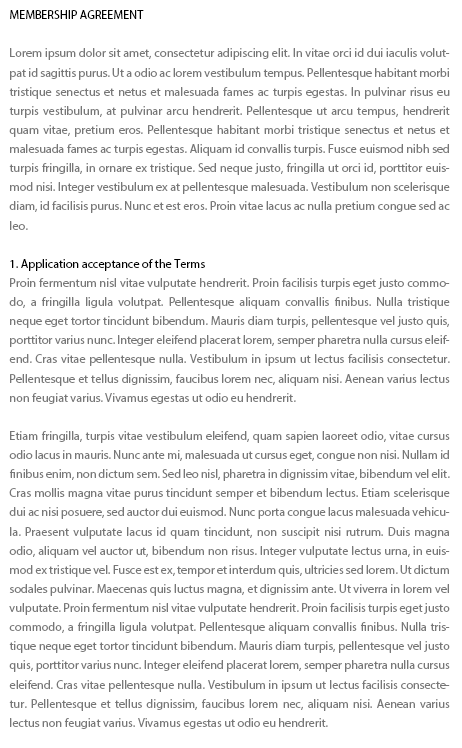 MEMBERSHIP AGREEMENT
Lorem ipsum dolor sit amet, consectetur adipiscing elit. In vitae orci id dui iaculis volut-
pat id sagittis purus. Ut a odio ac lorem vestibulum tempus. Pellentesque habitant morbi
tristique senectus et netus et malesuada fames ac turpis egestas. In pulvinar risus eu
turpis vestibulum, at pulvinar arcu hendrerit. Pellentesque ut arcu tempus, hendrerit
quam vitae, pretium eros. Pellentesque habitant morbi tristique senectus et netus et
malesuada fames ac turpis egestas. Aliquam id convallis turpis. Fusce euismod nibh sed
turpis fringilla, in ornare ex tristique. Sed neque justo, fringilla ut orci id, porttitor euis-
mod nisi. Integer vestibulum ex at pellentesque malesuada. Vestibulum non scelerisque
diam, id facilisis purus. Nunc et est eros. Proin vitae lacus ac nulla pretium congue sed ac
leo.
1. Application acceptance of the Terms
Proin fermentum nisl vitae vulputate hendrerit. Proin facilisis turpis eget justo commo-
do, a fringilla ligula volutpat. Pellentesque aliquam convallis finibus. Nulla tristique
neque eget tortor tincidunt bibendum. Mauris diam turpis, pellentesque vel justo quis,
porttitor varius nunc. Integer eleifend placerat lorem, semper pharetra nulla cursus eleif-
end. Cras vitae pellentesque nulla. Vestibulum in ipsum ut lectus facilisis consectetur.
Pellentesque et tellus dignissim, faucibus lorem nec, aliquam nisi. Aenean varius lectus
non feugiat varius. Vivamus egestas ut odio eu hendrerit.
Etiam fringilla, turpis vitae vestibulum eleifend, quam sapien laoreet odio, vitae cursus
odio lacus in mauris. Nunc ante mi, malesuada ut cursus eget, congue non nisi. Nullam id
finibus enim, non dictum sem. Sed leo nisl, pharetra in dignissim vitae, bibendum vel elit.
Cras mollis magna vitae purus tincidunt semper et bibendum lectus. Etiam scelerisque
dui ac nisi posuere, sed auctor dui euismod. Nunc porta congue lacus malesuada vehicu-
la. Praesent vulputate lacus id quam tincidunt, non suscipit nisi rutrum. Duis magna
odio, aliquam vel auctor ut, bibendum non risus. Integer vulputate lectus urna, in euis-
mod ex tristique vel. Fusce est ex, tempor et interdum quis, ultricies sed lorem. Ut dictum
sodales pulvinar. Maecenas quis luctus magna, et dignissim ante. Ut viverra in lorem vel
vulputate. Proin fermentum nisl vitae vulputate hendrerit. Proin facilisis turpis eget justo
commodo, a fringilla ligula volutpat. Pellentesque aliquam convallis finibus. Nulla tris-
tique neque eget tortor tincidunt bibendum. Mauris diam turpis, pellentesque vel justo
quis, porttitor varius nunc. Integer eleifend placerat lorem, semper pharetra nulla cursus
eleifend. Cras vitae pellentesque nulla. Vestibulum in ipsum ut lectus facilisis consecte-
tur. Pellentesque et tellus dignissim, faucibus lorem nec, aliquam nisi. Aenean varius
lectus non feugiat varius. Vivamus egestas ut odio eu hendrerit.